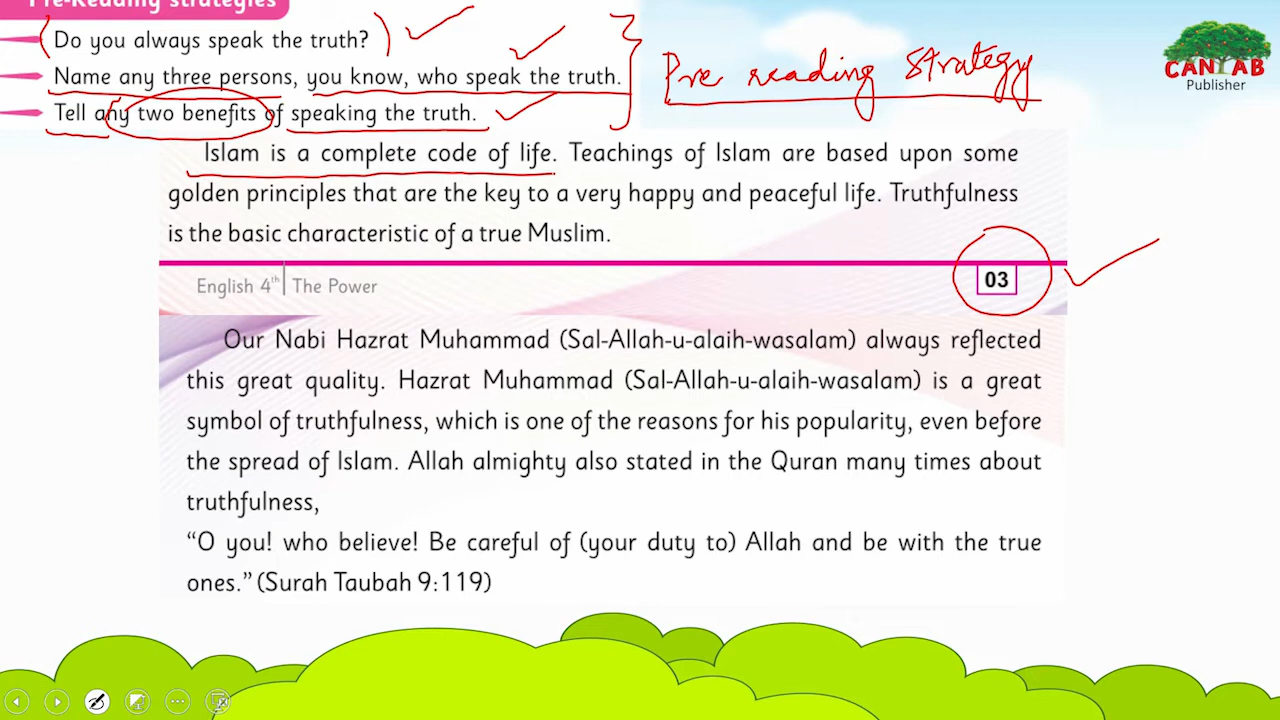 Pre-Reading strategies
Do you always speak the truth?
Name any three persons, you know, who speak the truth.
Tell any two benefits of speaking the truth.
Pre reading Strategy
CANTAB
Publisher
Islam is a complete code of life. Teachings of Islam are based upon some
golden principles that are the key to a very happy and peaceful life. Truthfulness
is the basic characteristic of a true Muslim.
English 4th The Power
03
Our Nabi Hazrat Muhammad (Sal-Allah-u-alaih-wasalam) always reflected
this great quality. Hazrat Muhammad (Sal-Allah-u-alaih-wasalam) is a great
symbol of truthfulness, which is one of the reasons for his popularity, even before
the spread of Islam. Allah almighty also stated in the Quran many times about
truthfulness,
“O you! who believe! Be careful of (your duty to) Allah and be with the true
ones.” (Surah Taubah 9:119)